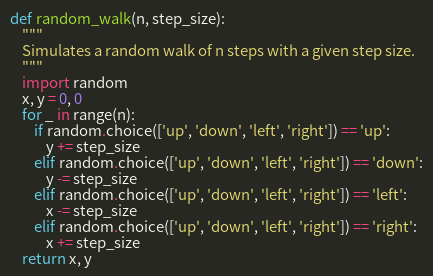 def random_walk(n, step_size):
    """
    Simulates a random walk of n steps with a given step size.
    """
    import random
    x, y = 0, 0
    for _ in range(n):
        if random.choice(['up', 'down', 'left', 'right']) == 'up':
            y += step_size
        elif random.choice(['up', 'down', 'left', 'right']) == 'down':
            y -= step_size
        elif random.choice(['up', 'down', 'left', 'right']) == 'left':
            x -= step_size
        elif random.choice(['up', 'down', 'left', 'right']) == 'right':
            x += step_size
    return x, y